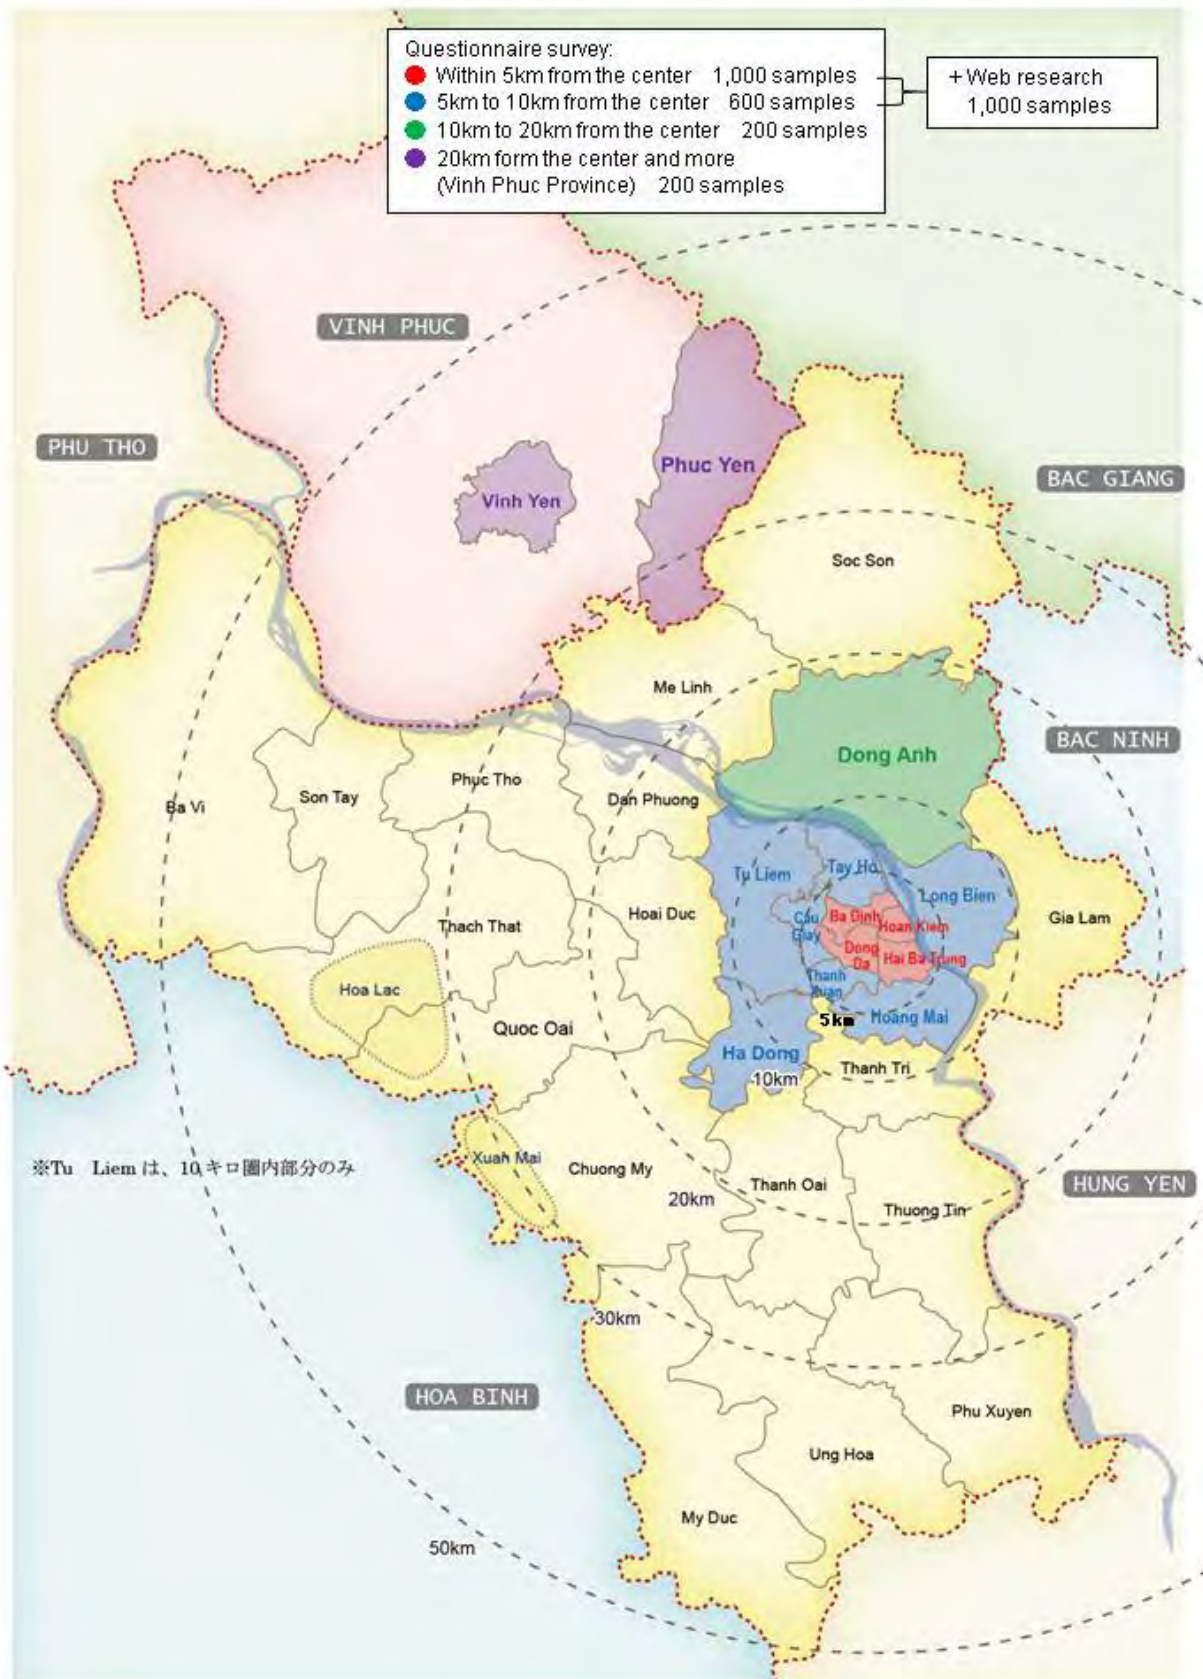 Questionnaire survey:
Within 5km from the center 1,000 samples
5km to 10km from the center 600 samples
10km to 20km from the center 200 samples
20km form the center and more
(Vinh Phuc Province) 200 samples
+ Web research
1,000 samples
VINH PHUC
PHU THO
Phuc Yen
BAC GIANG
Vinh Yen
Soc Son
Me Linh
BAC NINH
Dong Anh
Phuc Tho
Son Tay
Dan Phuong
Ba Vi
Tu Liem
Tay Ho
Long Bien
Hoai Duc
Ba Dinh
Cau
Giay
Hoan Kiem
Gia Lam
Thach That
Dong
Da
Hai Ba Trung
Thanh
Xuan
Hoa Lac
Quoc Oai
5km
Hoang Mai
Ha Dong
Thanh Tri
10km
※Tu Liem は、10キロ圏内部分のみ
Xuan Mai
Chuong My
Thanh Oai
HUNG YEN
20km
Thuong Tin
30km
HOA BINH
Phu Xuyen
Ung Hoa
My Duc
50km